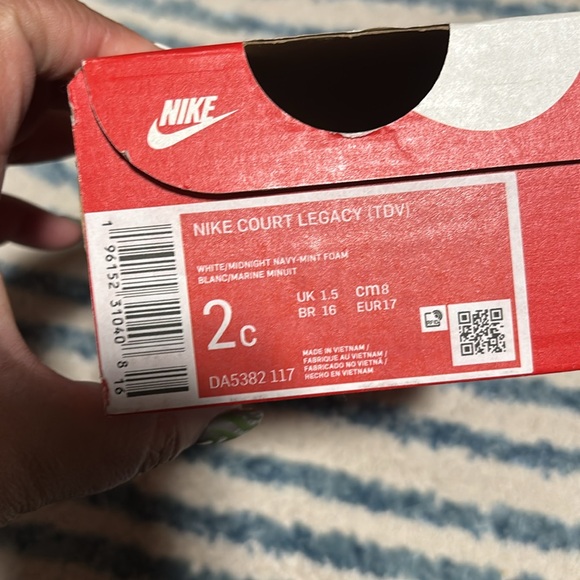 NIKE
NIKE COURT LEGACY (TDV)
WHITE/MIDNIGHT NAVY-MINT FOAM
BLANC/MARINE MINUIT
2C
UK 1.5 cm8
BR 16 EUR17
MADE IN VIETNAM /
FABRIQUE AU VIETNAM /
FABRICADO NO VIETNÃ /
HECHO EN VIETNAM
DA5382 117
1 96152 31040 8 16